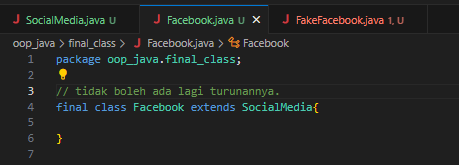 J SocialMedia.java U
J Facebook.java U ✕
J FakeFacebook.java 1, U
oop_java > final_class > J Facebook.java > Facebook
1 package oop_java.final_class;
2
3 // tidak boleh ada lagi turunannya.
4 final class Facebook extends SocialMedia{
5
6 }
7